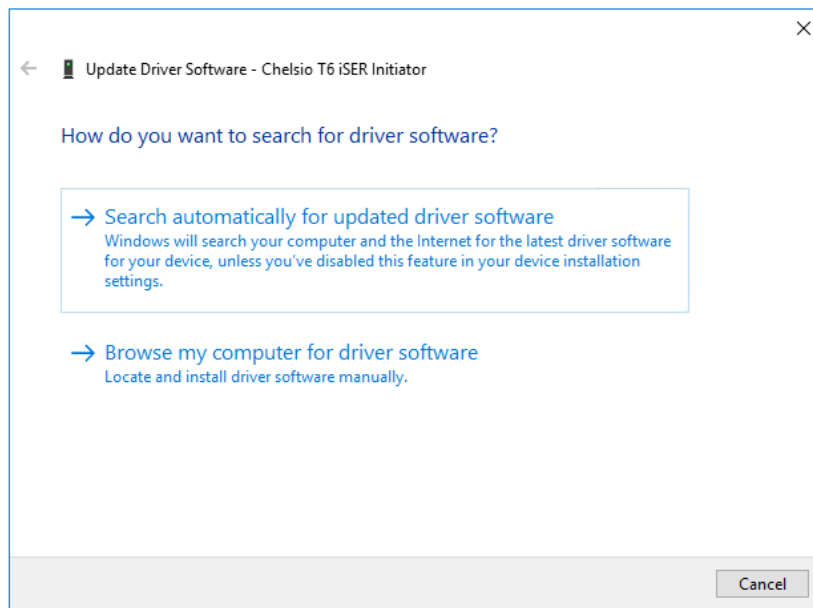 Update Driver Software - Chelsio T6 iSER Initiator
How do you want to search for driver software?
Search automatically for updated driver software
Windows will search your computer and the Internet for the latest driver software
for your device, unless you've disabled this feature in your device installation
settings.
Browse my computer for driver software
Locate and install driver software manually.
Cancel